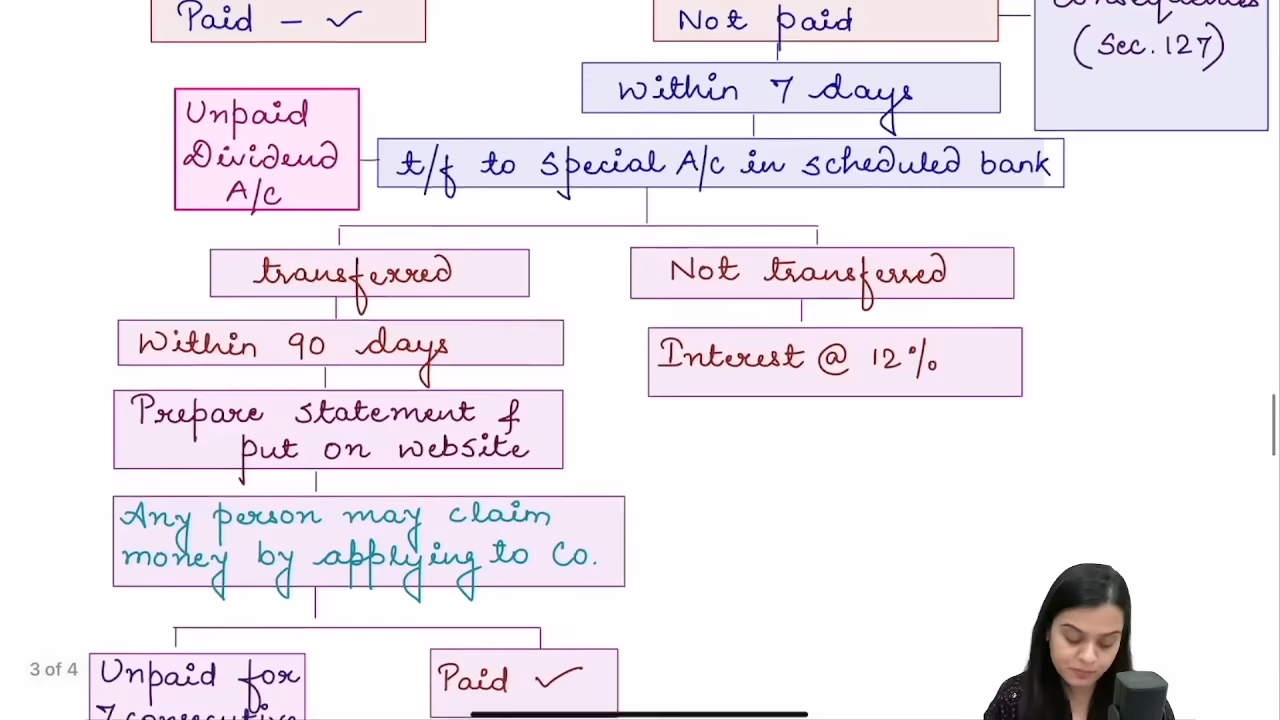 Paid - ✓
Not paid
Consequences
(Sec. 127)
Within 7 days
Unpaid
Dividend
A/C
t/f to special A/c in scheduled bank
transferred
Not transferred
Within 90 days
Interest @ 12%
Prepare statement &
put on website
Any person may claim
money by applying to Co.
3 of 4
Unpaid for
7 consecutive
Paid ✓